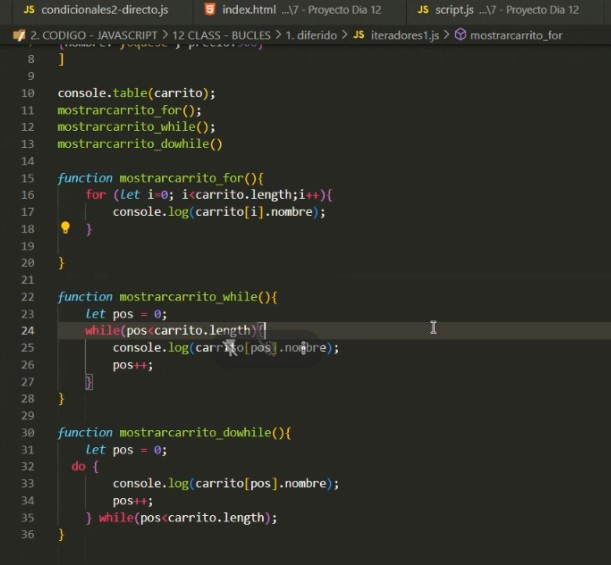 JS condicionales2-directo.js index.html ...\7 - Proyecto Dia 12 JS script.js ...\7 - Proyecto Dia 12
2. CODIGO - JAVASCRIPT > 12 CLASS - BUCLES > 1. diferido > JS iteradores1.js > mostrarcarrito_for
8 ]
9
10 console.table(carrito);
11 mostrarcarrito_for();
12 mostrarcarrito_while();
13 mostrarcarrito_dowhile()
14
15 function mostrarcarrito_for(){
16 for (let i=0; i<carrito.length;i++){
17 console.log(carrito[i].nombre);
18 }
19
20 }
21
22 function mostrarcarrito_while(){
23 let pos = 0;
24 while(pos<carrito.length){
25 console.log(carrito[pos].nombre);
26 pos++;
27 }
28 }
29
30 function mostrarcarrito_dowhile(){
31 let pos = 0;
32 do {
33 console.log(carrito[pos].nombre);
34 pos++;
35 } while(pos<carrito.length);
36 }